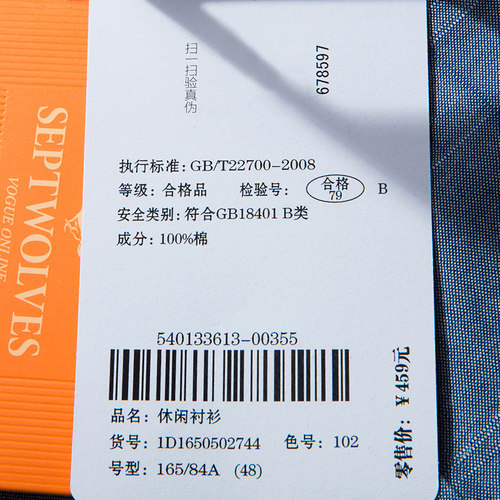 SEPTWOLVES
VOGUE ONLINE
扫一扫验真伪
678597
执行标准: GB/T22700-2008
等级: 合格品 检验号: 合格 79 B
安全类别: 符合GB18401 B类
成分: 100%棉
540133613-00355
品名: 休闲衬衫
货号: 1D1650502744 色号: 102
号型: 165/84A (48)
零售价: ¥459元